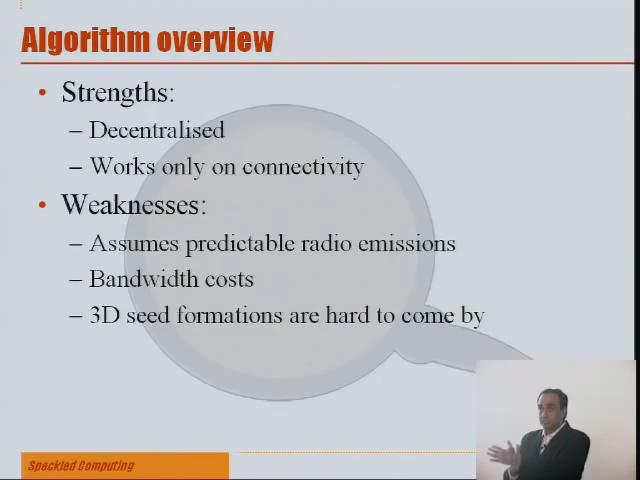 Algorithm overview
• Strengths:
– Decentralised
– Works only on connectivity
• Weaknesses:
– Assumes predictable radio emissions
– Bandwidth costs
– 3D seed formations are hard to come by
Speckled Computing